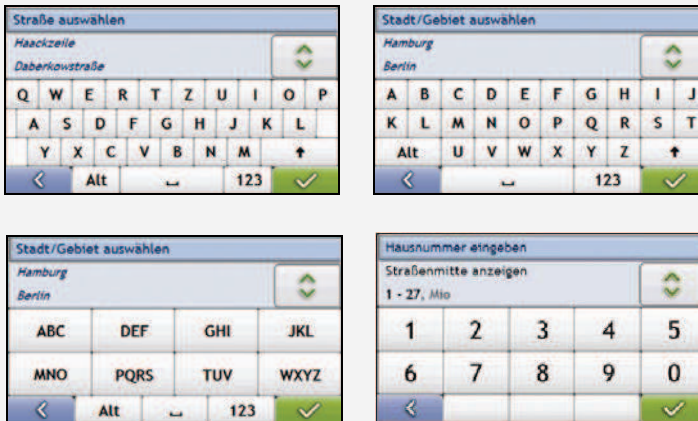 Straße auswählen
Haackzeile
Daberkowstraße
Q W E R T Z U I O P
A S D F G H J K L
Y X C V B N M
Alt 123
Stadt/Gebiet auswählen
Hamburg
Berlin
A B C D E F G H I J
K L M N O P Q R S T
Alt U V W X Y Z
123
Stadt/Gebiet auswählen
Hamburg
Berlin
ABC DEF GHI JKL
MNO PQRS TUV WXYZ
Alt 123
Hausnummer eingeben
Straßenmitte anzeigen
1 - 27, Mio
1 2 3 4 5
6 7 8 9 0